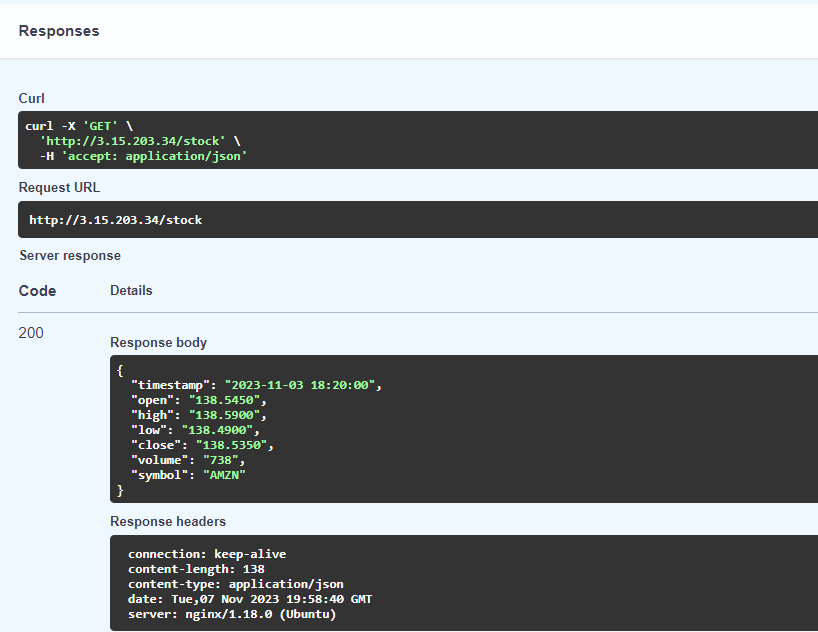 Responses
Curl
curl -X 'GET' \
  'http://3.15.203.34/stock' \
  -H 'accept: application/json'
Request URL
http://3.15.203.34/stock
Server response
Code Details
200
Response body
{
  "timestamp": "2023-11-03 18:20:00",
  "open": "138.5450",
  "high": "138.5900",
  "low": "138.4900",
  "close": "138.5350",
  "volume": "738",
  "symbol": "AMZN"
}
Response headers
connection: keep-alive
content-length: 138
content-type: application/json
date: Tue,07 Nov 2023 19:58:40 GMT
server: nginx/1.18.0 (Ubuntu)